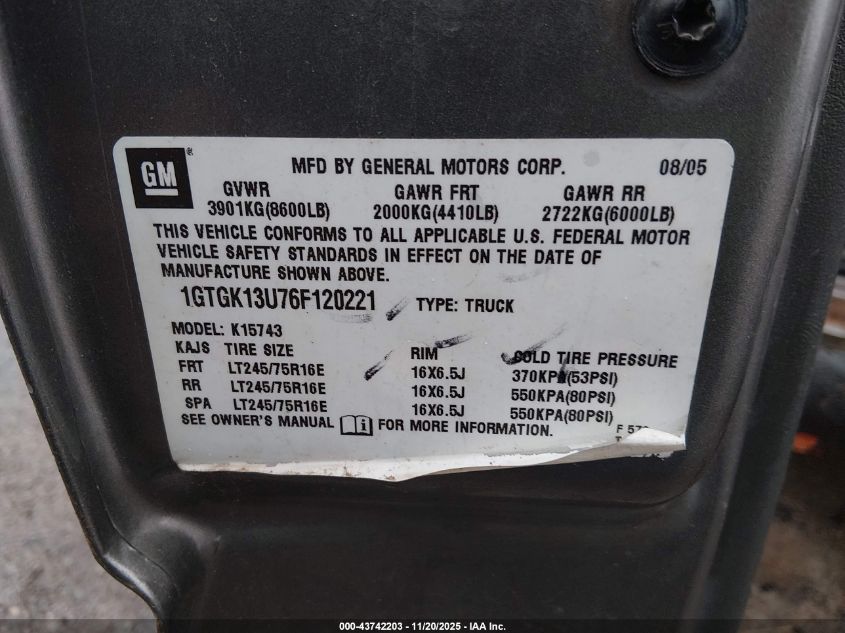 GM ®
MFD BY GENERAL MOTORS CORP. 08/05
GVWR GAWR FRT GAWR RR
3901KG(8600LB) 2000KG(4410LB) 2722KG(6000LB)
THIS VEHICLE CONFORMS TO ALL APPLICABLE U.S. FEDERAL MOTOR
VEHICLE SAFETY STANDARDS IN EFFECT ON THE DATE OF
MANUFACTURE SHOWN ABOVE.
1GTGK13U76F120221 TYPE: TRUCK
MODEL: K15743
KAJS TIRE SIZE RIM COLD TIRE PRESSURE
FRT LT245/75R16E 16X6.5J 370KPA(53PSI)
RR LT245/75R16E 16X6.5J 550KPA(80PSI)
SPA LT245/75R16E 16X6.5J 550KPA(80PSI)
SEE OWNER'S MANUAL FOR MORE INFORMATION.
000-43742203 - 11/20/2025 - IAA Inc.